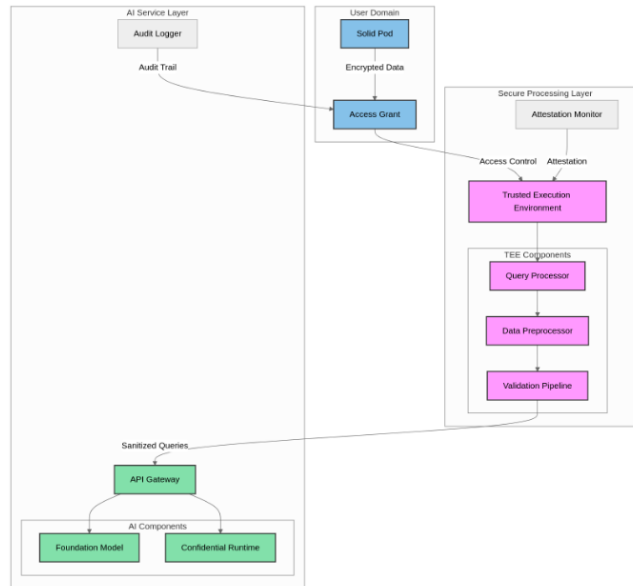 AI Service Layer
User Domain
Audit Logger
Solid Pod
Audit Trail
Encrypted Data
Secure Processing Layer
Access Grant
Attestation Monitor
Access Control
Attestation
Trusted Execution
Environment
TEE Components
Query Processor
Data Preprocessor
Validation Pipeline
Sanitized Queries
API Gateway
AI Components
Foundation Model
Confidential Runtime